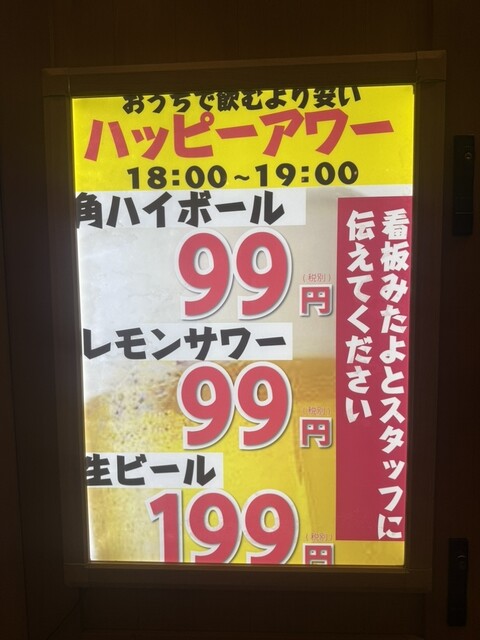 おうちで飲むより安い
ハッピーアワー
18:00~19:00
角ハイボール
99円
(税別)
レモンサワー
99円
(税別)
生ビール
199円
(税別)
看板みたよとスタッフに
伝えてください